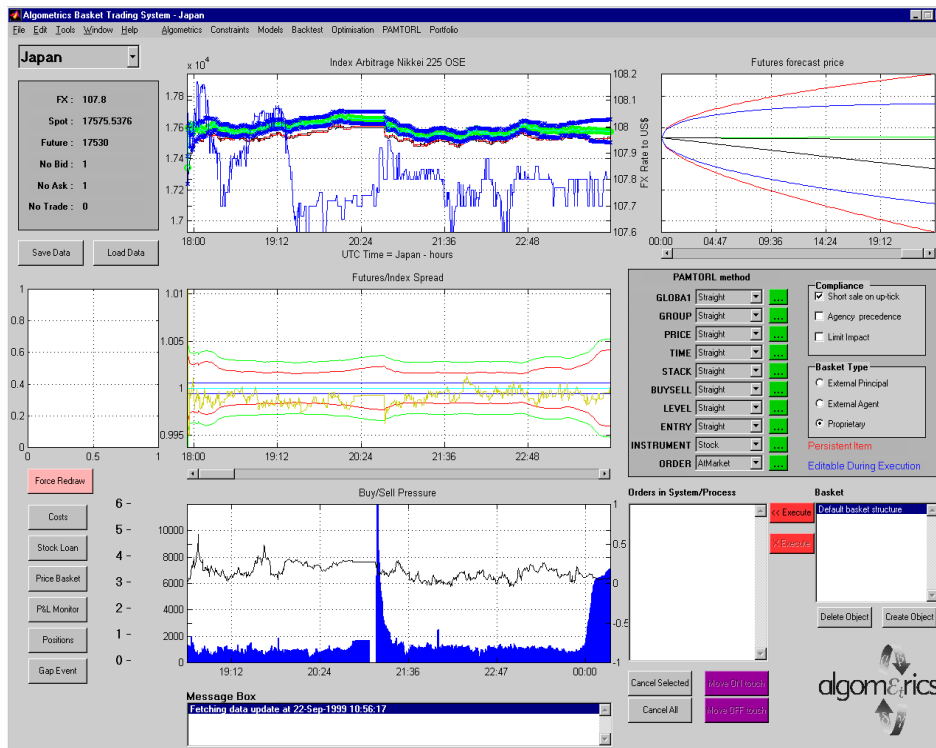 Algometrics Basket Trading System - Japan
File Edit Tools Window Help Algometrics Constraints Models Backtest Optimisation PAMTORL Portfolio
Japan
FX : 107.8
Spot : 17575.5376
Future : 17530
No Bid : 1
No Ask : 1
No Trade : 0
Save Data Load Data
Index Arbitrage Nikkei 225 OSE
x 10^4
1.78
1.76
1.74
1.72
1.7
108.2
108.1
108
107.9
107.8
107.7
107.6
FX Rate to US$
18:00 19:12 20:24 21:36 22:48
UTC Time = Japan - hours
Futures forecast price
00:00 04:47 09:36 14:24 19:12
1
0.8
0.6
0.4
0.2
0
0 0.5 1
Futures/Index Spread
1.01
1.005
1
0.995
18:00 19:12 20:24 21:36 22:48
PAMTORL method
GLOBA1 Straight ...
GROUP Straight ...
PRICE Straight ...
TIME Straight ...
STACK Straight ...
BUYSELL Straight ...
LEVEL Straight ...
ENTRY Straight ...
INSTRUMENT Stock ...
ORDER AtMarket ...
Compliance
Short sale on up-tick
Agency precedence
Limit Impact
Basket Type
External Principal
External Agent
Proprietary
Persistent Item
Editable During Execution
Force Redraw
Costs
Stock Loan
Price Basket
P&L Monitor
Positions
Gap Event
6
5
4
3
2
1
0
Buy/Sell Pressure
10000
8000
6000
4000
2000
0
1
0.5
0
-0.5
-1
19:12 20:24 21:36 22:47 00:00
Message Box
Fetching data update at 22-Sep-1999 10:56:17
Orders in System/Process
<< Execute
X Execute
Basket
Default basket structure
Delete Object Create Object
Cancel Selected Move ON touch
Cancel All Move OFF touch